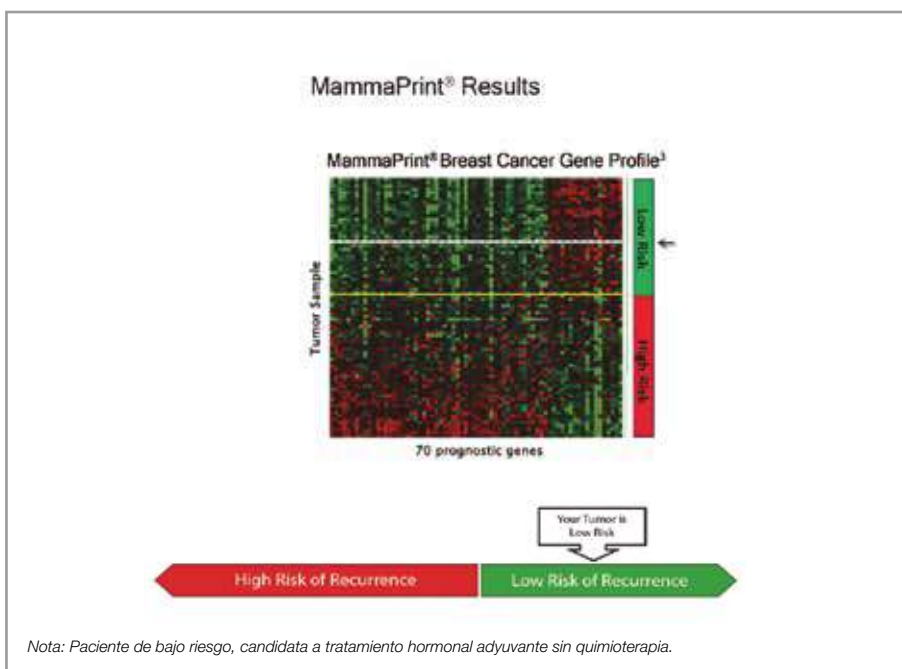 MammaPrint® Results
MammaPrint® Breast Cancer Gene Profile³
Tumor Sample
Low Risk
High Risk
70 prognostic genes
Your Tumor is
Low Risk
High Risk of Recurrence
Low Risk of Recurrence
Nota: Paciente de bajo riesgo, candidata a tratamiento hormonal adyuvante sin quimioterapia.